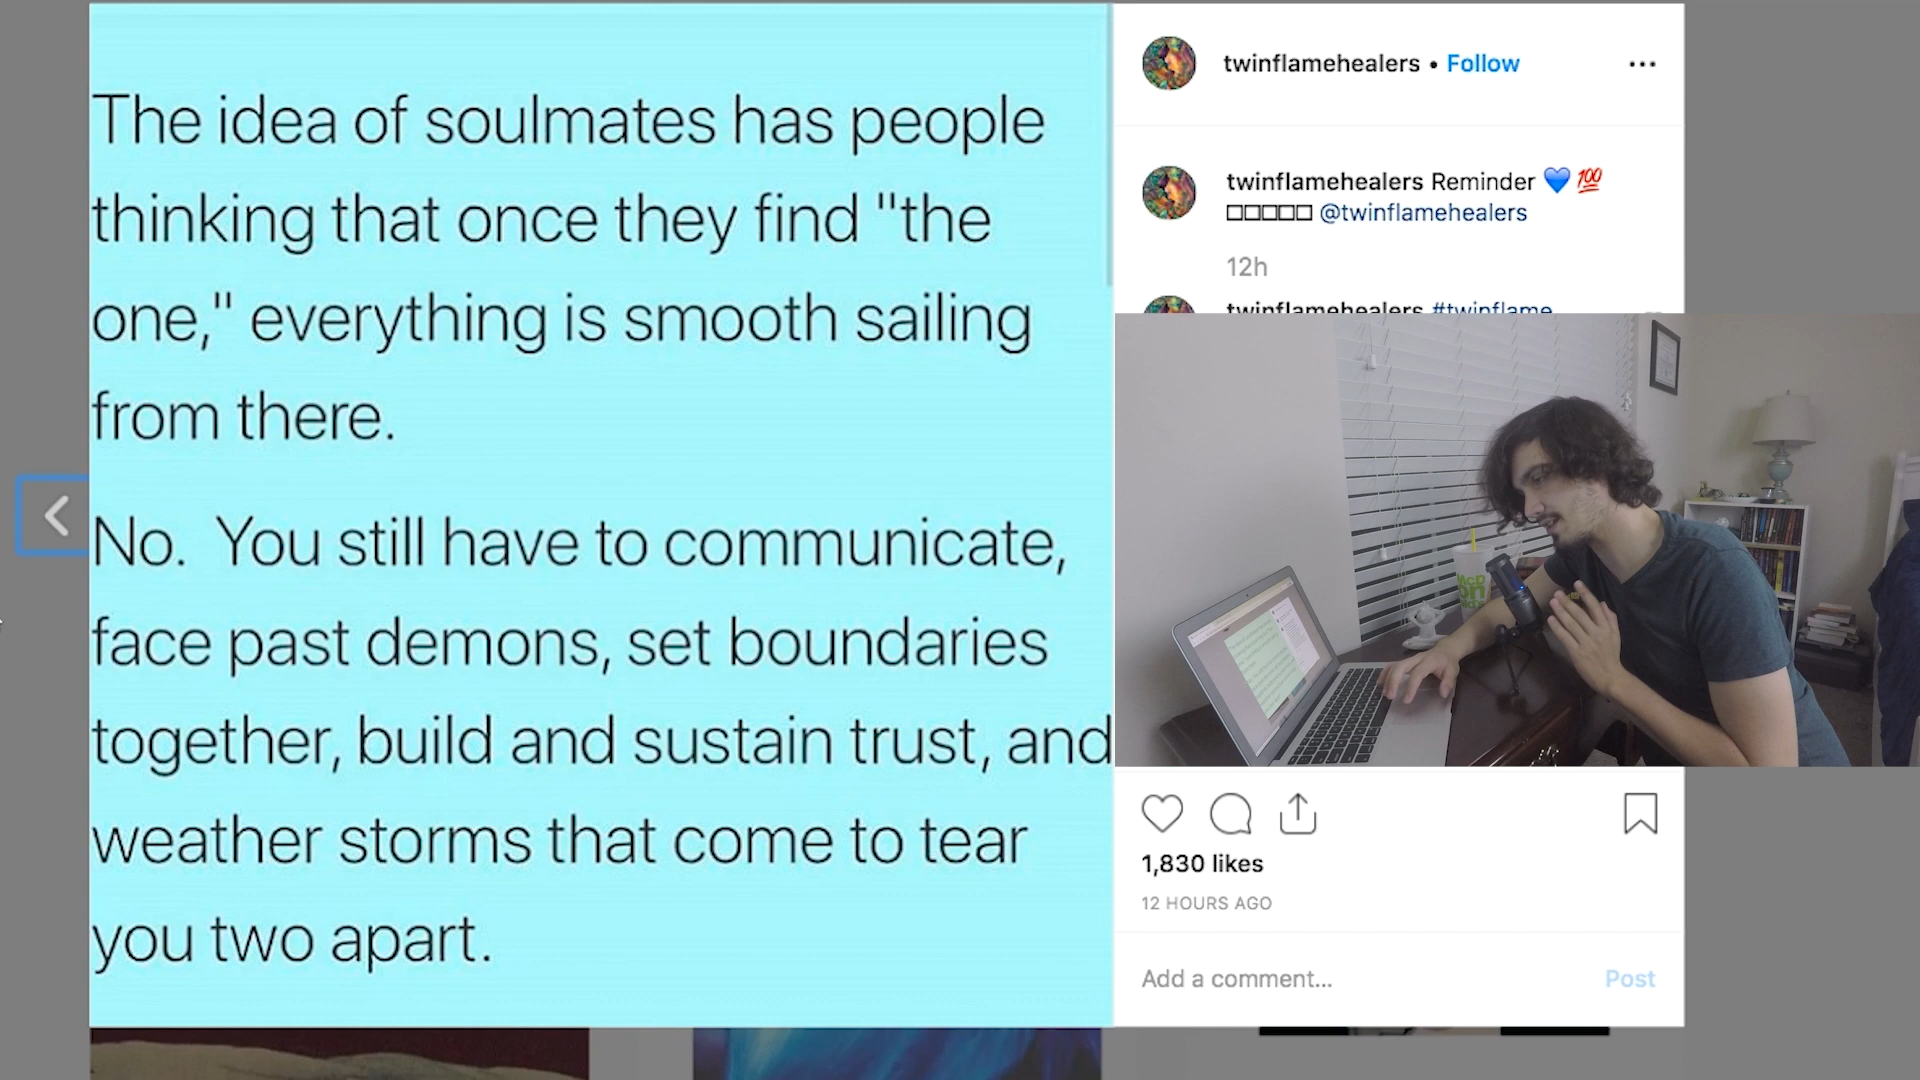 The idea of soulmates has people
thinking that once they find "the
one," everything is smooth sailing
from there.
No. You still have to communicate,
face past demons, set boundaries
together, build and sustain trust, and
weather storms that come to tear
you two apart.
twinflamehealers • Follow
twinflamehealers Reminder 💙 💯
□□□□□ @twinflamehealers
12h
twinflamehealers #twinflame
1,830 likes
12 HOURS AGO
Add a comment... Post